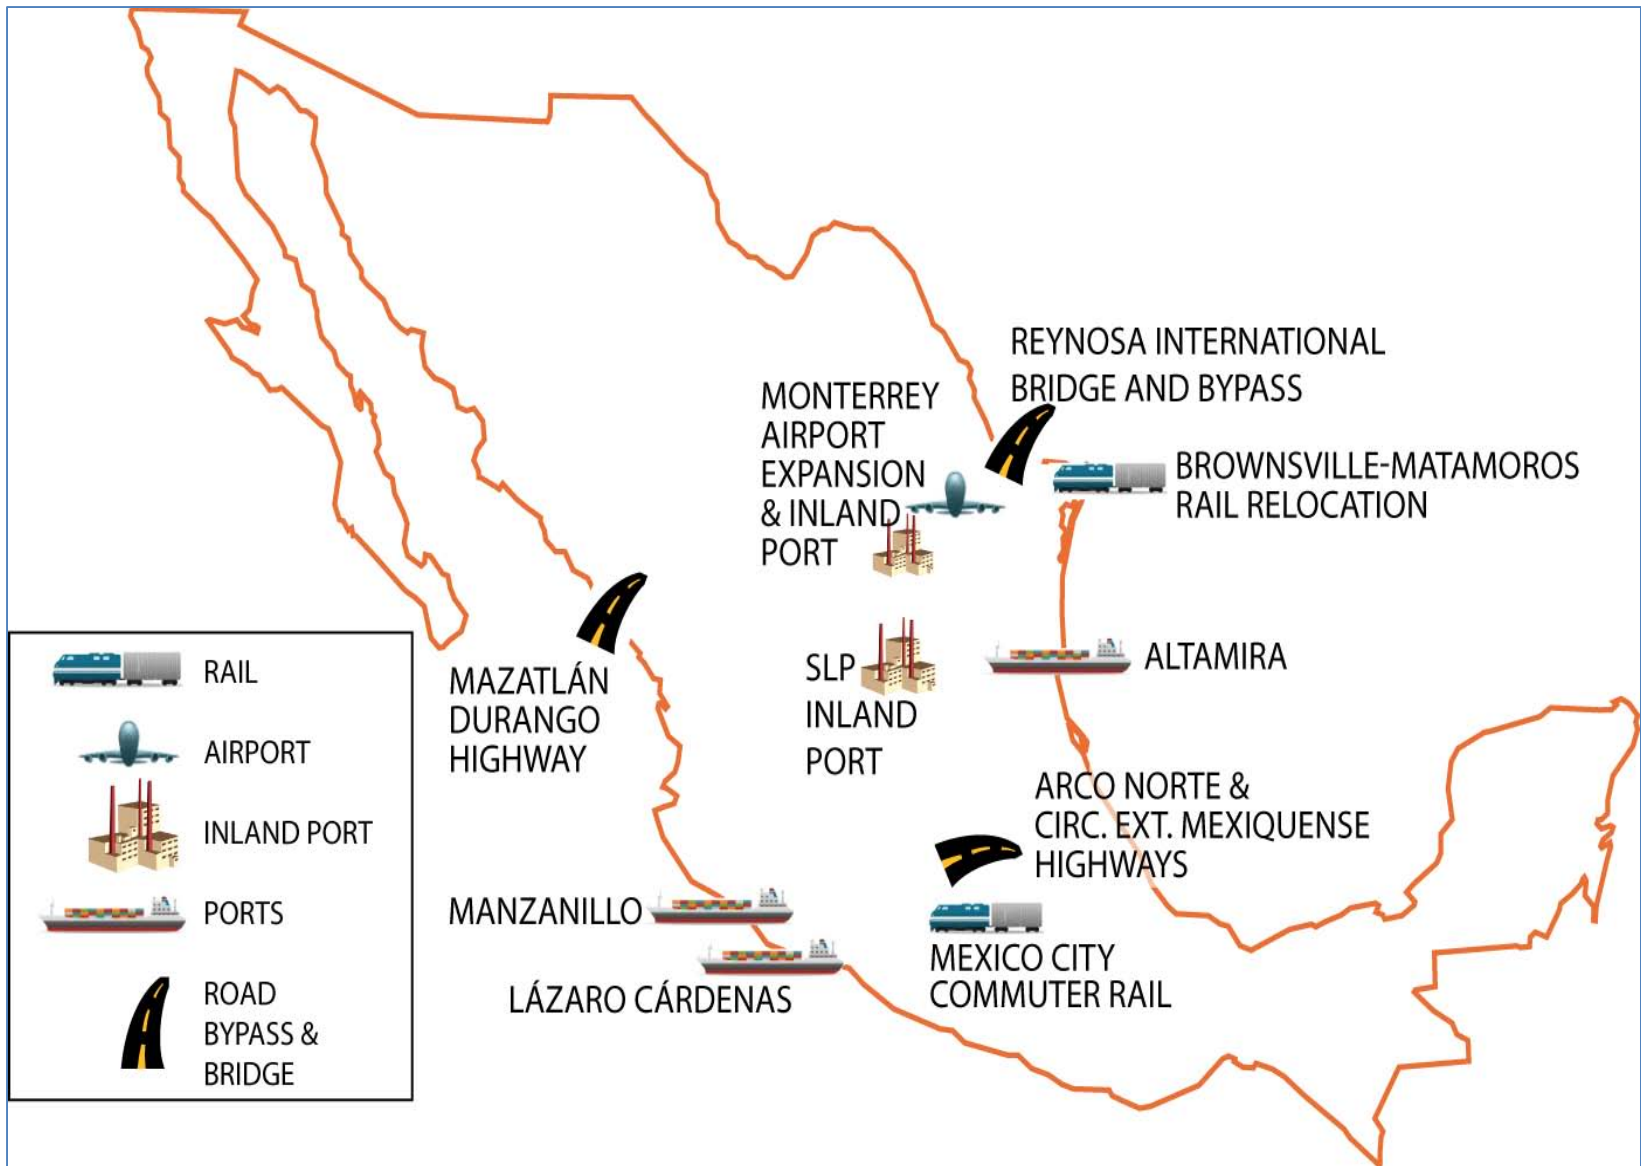 REYNOSA INTERNATIONAL
BRIDGE AND BYPASS
MONTERREY
AIRPORT
EXPANSION
& INLAND
PORT
BROWNSVILLE-MATAMOROS
RAIL RELOCATION
SLP
INLAND
PORT
ALTAMIRA
MAZATLÁN
DURANGO
HIGHWAY
ARCO NORTE &
CIRC. EXT. MEXIQUENSE
HIGHWAYS
MANZANILLO
LÁZARO CÁRDENAS
MEXICO CITY
COMMUTER RAIL
RAIL
AIRPORT
INLAND PORT
PORTS
ROAD
BYPASS &
BRIDGE